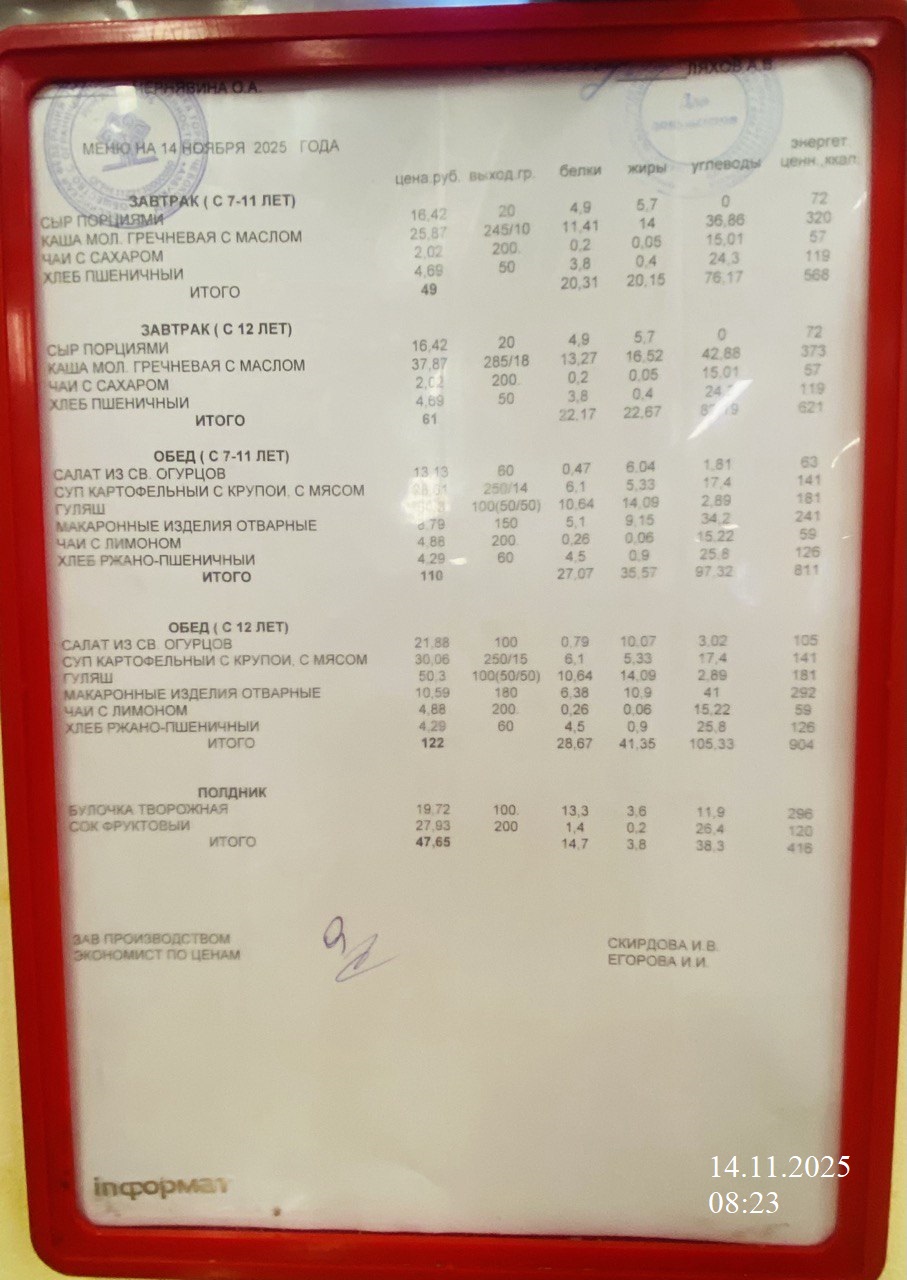 ЧЕРНЯВИНА О.А. ЛЯХОВ А.В
МЕНЮ НА 14 НОЯБРЯ 2025 ГОДА
цена.руб. выход.гр. белки жиры углеводы энергет. ценн.,ккал.
ЗАВТРАК ( С 7-11 ЛЕТ)
СЫР ПОРЦИЯМИ 16,42 20 4,9 5,7 0 72
КАША МОЛ. ГРЕЧНЕВАЯ С МАСЛОМ 25,87 245/10 11,41 14 36,86 320
ЧАЙ С САХАРОМ 2,02 200. 0,2 0,05 15,01 57
ХЛЕБ ПШЕНИЧНЫЙ 4,69 50 3,8 0,4 24,3 119
ИТОГО 49 20,31 20,15 76,17 568
ЗАВТРАК ( С 12 ЛЕТ)
СЫР ПОРЦИЯМИ 16,42 20 4,9 5,7 0 72
КАША МОЛ. ГРЕЧНЕВАЯ С МАСЛОМ 37,87 285/18 13,27 16,52 42,88 373
ЧАЙ С САХАРОМ 2,02 200. 0,2 0,05 15,01 57
ХЛЕБ ПШЕНИЧНЫЙ 4,69 50 3,8 0,4 119
ИТОГО 61 22,17 22,67 621
ОБЕД ( С 7-11 ЛЕТ)
САЛАТ ИЗ СВ. ОГУРЦОВ 13,13 60 0,47 6,04 1,81 63
СУП КАРТОФЕЛЬНЫЙ С КРУПОЙ, С МЯСОМ 250/14 6,1 5,33 17,4 141
ГУЛЯШ 100(50/50) 10,64 14,09 2,89 181
МАКАРОННЫЕ ИЗДЕЛИЯ ОТВАРНЫЕ 8,79 150 5,1 9,15 34,2 241
ЧАЙ С ЛИМОНОМ 4,88 200. 0,26 0,06 15,22 59
ХЛЕБ РЖАНО-ПШЕНИЧНЫЙ 4,29 60 4,5 0,9 25,8 126
ИТОГО 110 27,07 35,57 97,32 811
ОБЕД ( С 12 ЛЕТ)
САЛАТ ИЗ СВ. ОГУРЦОВ 21,88 100 0,79 10,07 3,02 105
СУП КАРТОФЕЛЬНЫЙ С КРУПОЙ, С МЯСОМ 30,06 250/15 6,1 5,33 17,4 141
ГУЛЯШ 50,3 100(50/50) 10,64 14,09 2,89 181
МАКАРОННЫЕ ИЗДЕЛИЯ ОТВАРНЫЕ 10,59 180 6,38 10,9 41 292
ЧАЙ С ЛИМОНОМ 4,88 200. 0,26 0,06 15,22 59
ХЛЕБ РЖАНО-ПШЕНИЧНЫЙ 4,29 60 4,5 0,9 25,8 126
ИТОГО 122 28,67 41,35 105,33 904
ПОЛДНИК
БУЛОЧКА ТВОРОЖНАЯ 19,72 100. 13,3 3,6 11,9 296
СОК ФРУКТОВЫЙ 27,93 200 1,4 0,2 26,4 120
ИТОГО 47,65 14,7 3,8 38,3 416
ЗАВ ПРОИЗВОДСТВОМ СКИРДОВА И.В.
ЭКОНОМИСТ ПО ЦЕНАМ ЕГОРОВА И.И.
inформат
14.11.2025
08:23